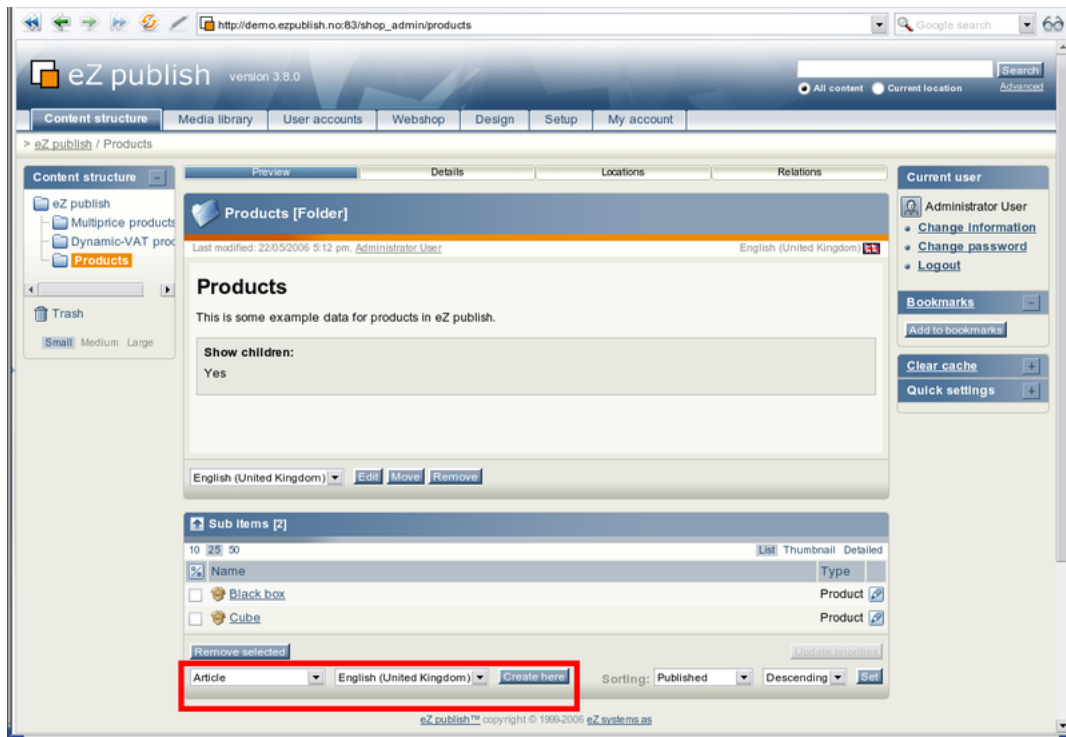 http://demo.ezpublish.no:83/shop_admin/products
Google search
eZ publish version 3.8.0
Search
All content Current location Advanced
Content structure Media library User accounts Webshop Design Setup My account
> eZ publish / Products
Content structure
eZ publish
Multiprice products
Dynamic-VAT proc
Products
Trash
Small Medium Large
Preview Details Locations Relations
Products [Folder]
Last modified: 22/05/2006 5:12 pm, Administrator User English (United Kingdom)
Products
This is some example data for products in eZ publish.
Show children:
Yes
English (United Kingdom) Edit Move Remove
Sub items [2]
10 25 50 List Thumbnail Detailed
Name Type
Black box Product
Cube Product
Remove selected Update priorities
Article English (United Kingdom) Create here Sorting: Published Descending Set
Current user
Administrator User
Change information
Change password
Logout
Bookmarks -
Add to bookmarks
Clear cache +
Quick settings +
eZ publish™ copyright © 1999-2006 eZ systems as